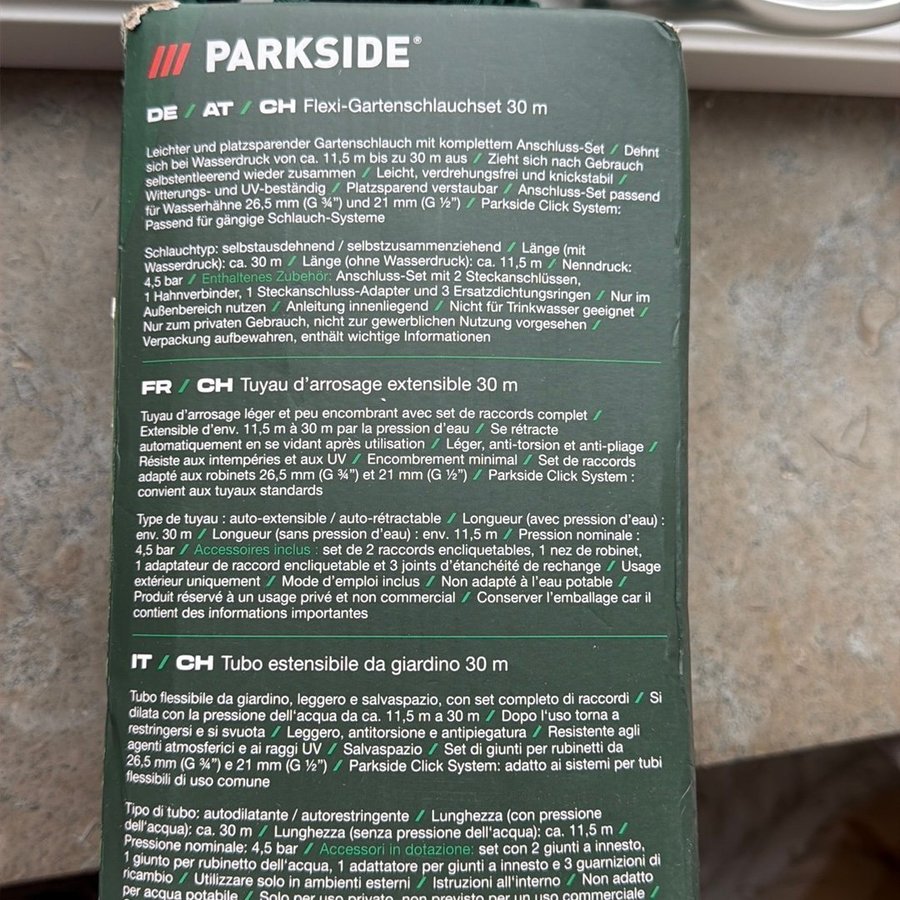 PARKSIDE®
DE / AT / CH Flexi-Gartenschlauchset 30 m
Leichter und platzsparender Gartenschlauch mit komplettem Anschluss-Set / Dehnt
sich bei Wasserdruck von ca. 11,5 m bis zu 30 m aus / Zieht sich nach Gebrauch
selbstentleerend wieder zusammen / Leicht, verdrehungsfrei und knickstabil /
Witterungs- und UV-beständig / Platzsparend verstaubar / Anschluss-Set passend
für Wasserhähne 26,5 mm (G ¾”) und 21 mm (G ½”) / Parkside Click System:
Passend für gängige Schlauch-Systeme
Schlauchtyp: selbstausdehnend / selbstzusammenziehend / Länge (mit
Wasserdruck): ca. 30 m / Länge (ohne Wasserdruck): ca. 11,5 m / Nenndruck:
4,5 bar / Enthaltenes Zubehör: Anschluss-Set mit 2 Steckanschlüssen,
1 Hahnverbinder, 1 Steckanschluss-Adapter und 3 Ersatzdichtungsringen / Nur im
Außenbereich nutzen / Anleitung innenliegend / Nicht für Trinkwasser geeignet /
Nur zum privaten Gebrauch, nicht zur gewerblichen Nutzung vorgesehen /
Verpackung aufbewahren, enthält wichtige Informationen
FR / CH Tuyau d’arrosage extensible 30 m
Tuyau d’arrosage léger et peu encombrant avec set de raccords complet /
Extensible d’env. 11,5 m à 30 m par la pression d’eau / Se rétracte
automatiquement en se vidant après utilisation / Léger, anti-torsion et anti-pliage /
Résiste aux intempéries et aux UV / Encombrement minimal / Set de raccords
adapté aux robinets 26,5 mm (G ¾”) et 21 mm (G ½”) / Parkside Click System :
convient aux tuyaux standards
Type de tuyau : auto-extensible / auto-rétractable / Longueur (avec pression d’eau) :
env. 30 m / Longueur (sans pression d’eau) : env. 11,5 m / Pression nominale :
4,5 bar / Accessoires inclus : set de 2 raccords encliquetables, 1 nez de robinet,
1 adaptateur de raccord encliquetable et 3 joints d’étanchéité de rechange / Usage
extérieur uniquement / Mode d’emploi inclus / Non adapté à l’eau potable /
Produit réservé à un usage privé et non commercial / Conserver l’emballage car il
contient des informations importantes
IT / CH Tubo estensibile da giardino 30 m
Tubo flessibile da giardino, leggero e salvaspazio, con set completo di raccordi / Si
dilata con la pressione dell'acqua da ca. 11,5 m a 30 m / Dopo l'uso torna a
restringersi e si svuota / Leggero, antitorsione e antipiegatura / Resistente agli
agenti atmosferici e ai raggi UV / Salvaspazio / Set di giunti per rubinetti da
26,5 mm (G ¾”) e 21 mm (G ½”) / Parkside Click System: adatto ai sistemi per tubi
flessibili di uso comune
Tipo di tubo: autodilatante / autorestringente / Lunghezza (con pressione
dell'acqua): ca. 30 m / Lunghezza (senza pressione dell'acqua): ca. 11,5 m /
Pressione nominale: 4,5 bar / Accessori in dotazione: set con 2 giunti a innesto,
1 giunto per rubinetto dell'acqua, 1 adattatore per giunti a innesto e 3 guarnizioni di
ricambio / Utilizzare solo in ambienti esterni / Istruzioni all'interno / Non adatto
per acqua potabile / Solo per uso privato, non previsto per un uso commerciale /